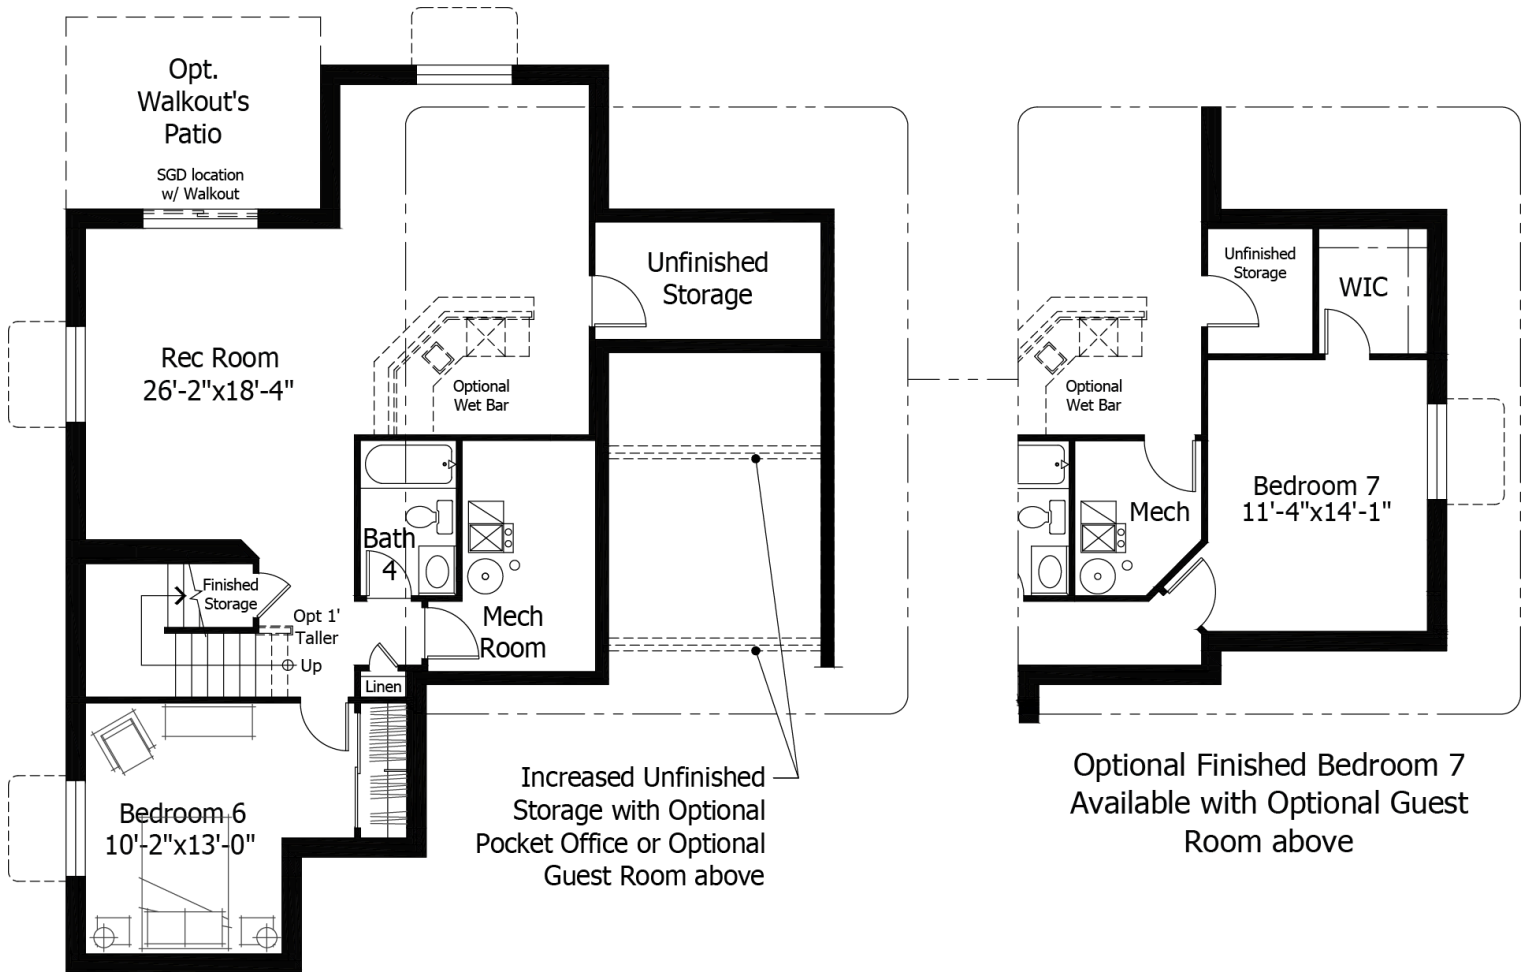 Opt.
Walkout's
Patio
SGD location
w/ Walkout
Unfinished
Storage
Rec Room
26'-2"x18'-4"
Optional
Wet Bar
Bath
4
Finished
Storage
Opt 1'
Taller
Up
Mech
Room
Linen
Bedroom 6
10'-2"x13'-0"
Increased Unfinished
Storage with Optional
Pocket Office or Optional
Guest Room above
Unfinished
Storage
WIC
Optional
Wet Bar
Mech
Bedroom 7
11'-4"x14'-1"
Optional Finished Bedroom 7
Available with Optional Guest
Room above